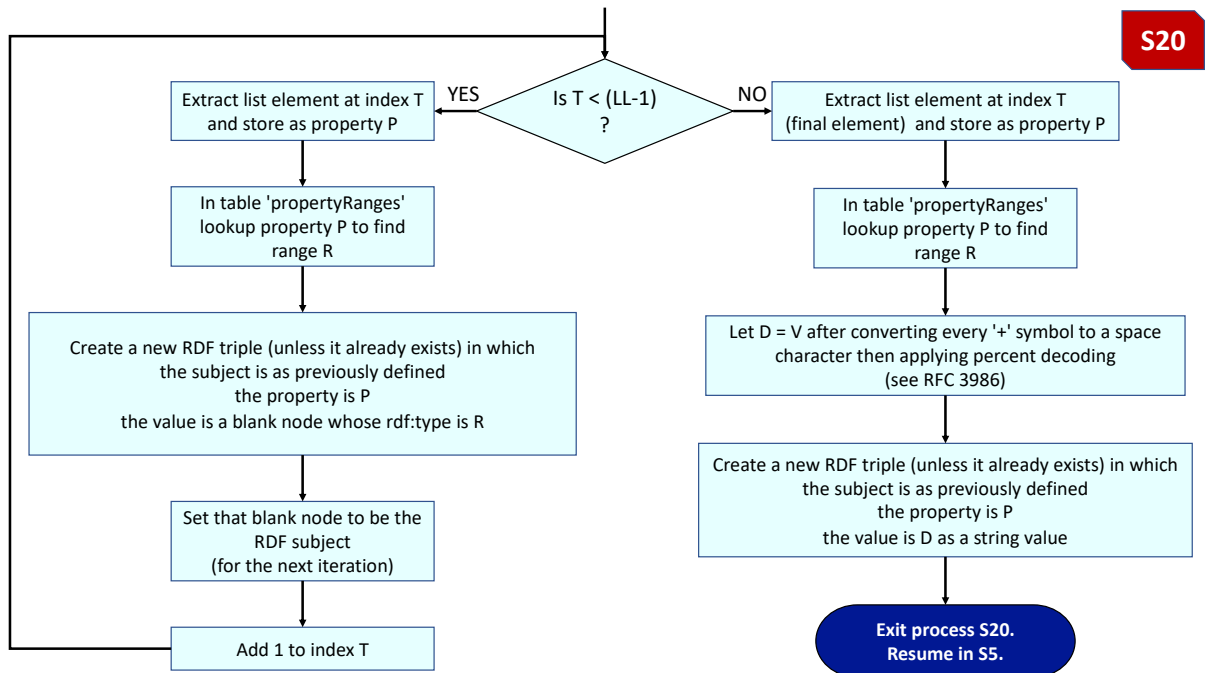 S20
Is T < (LL-1)
?
YES
NO
Extract list element at index T
and store as property P
In table 'propertyRanges'
lookup property P to find
range R
Create a new RDF triple (unless it already exists) in which
the subject is as previously defined
the property is P
the value is a blank node whose rdf:type is R
Set that blank node to be the
RDF subject
(for the next iteration)
Add 1 to index T
Extract list element at index T
(final element) and store as property P
In table 'propertyRanges'
lookup property P to find
range R
Let D = V after converting every '+' symbol to a space
character then applying percent decoding
(see RFC 3986)
Create a new RDF triple (unless it already exists) in which
the subject is as previously defined
the property is P
the value is D as a string value
Exit process S20.
Resume in S5.